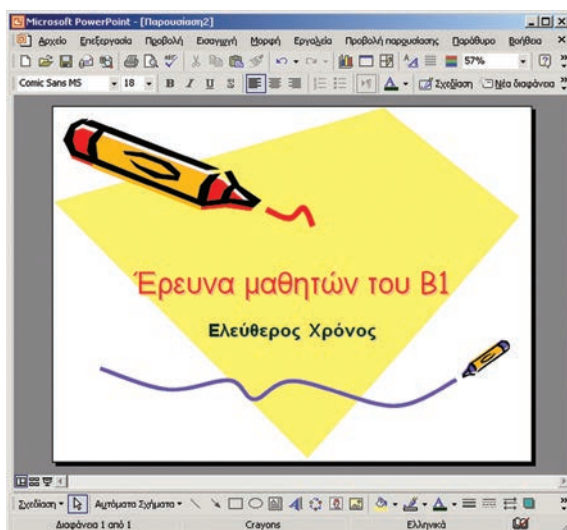 Microsoft PowerPoint - [Παρουσίαση2]
Αρχείο Επεξεργασία Προβολή Εισαγωγή Μορφή Εργαλεία Προβολή παρουσίασης Παράθυρο Βοήθεια
57%
Comic Sans MS 18 B I U S Σχεδίαση Νέα διαφάνεια
Έρευνα μαθητών του Β1
Ελεύθερος Χρόνος
Σχεδίαση Αυτόματα Σχήματα
Διαφάνεια 1 από 1 Crayons Ελληνικά